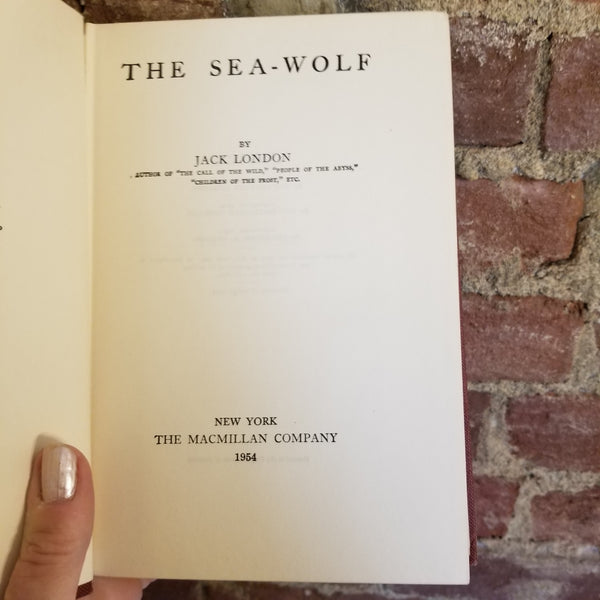 THE SEA-WOLF
BY
JACK LONDON
AUTHOR OF "THE CALL OF THE WILD," "PEOPLE OF THE ABYSS,"
"CHILDREN OF THE FROST," ETC.
NEW YORK
THE MACMILLAN COMPANY
1954